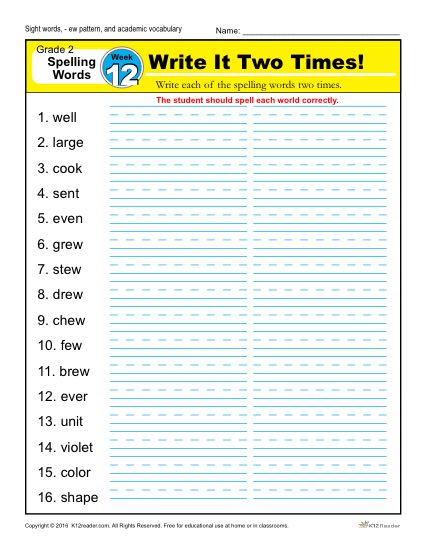 Sight words, - ew pattern, and academic vocabulary
Name:
Grade 2
Spelling
Words
Week
12
Write It Two Times!
Write each of the spelling words two times.
The student should spell each world correctly.
1. well
2. large
3. cook
4. sent
5. even
6. grew
7. stew
8. drew
9. chew
10. few
11. brew
12. ever
13. unit
14. violet
15. color
16. shape
Copyright © 2016 K12reader.com. All Rights Reserved. Free for educational use at home or in classrooms.
K12READER